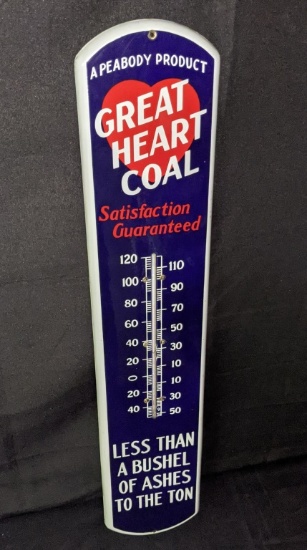 A PEABODY PRODUCT
GREAT
HEART
COAL
Satisfaction
Guaranteed
120
110
100
90
80
70
60
50
40
30
20
10
0
10
20
30
40
50
LESS THAN
A BUSHEL
OF ASHES
TO THE TON